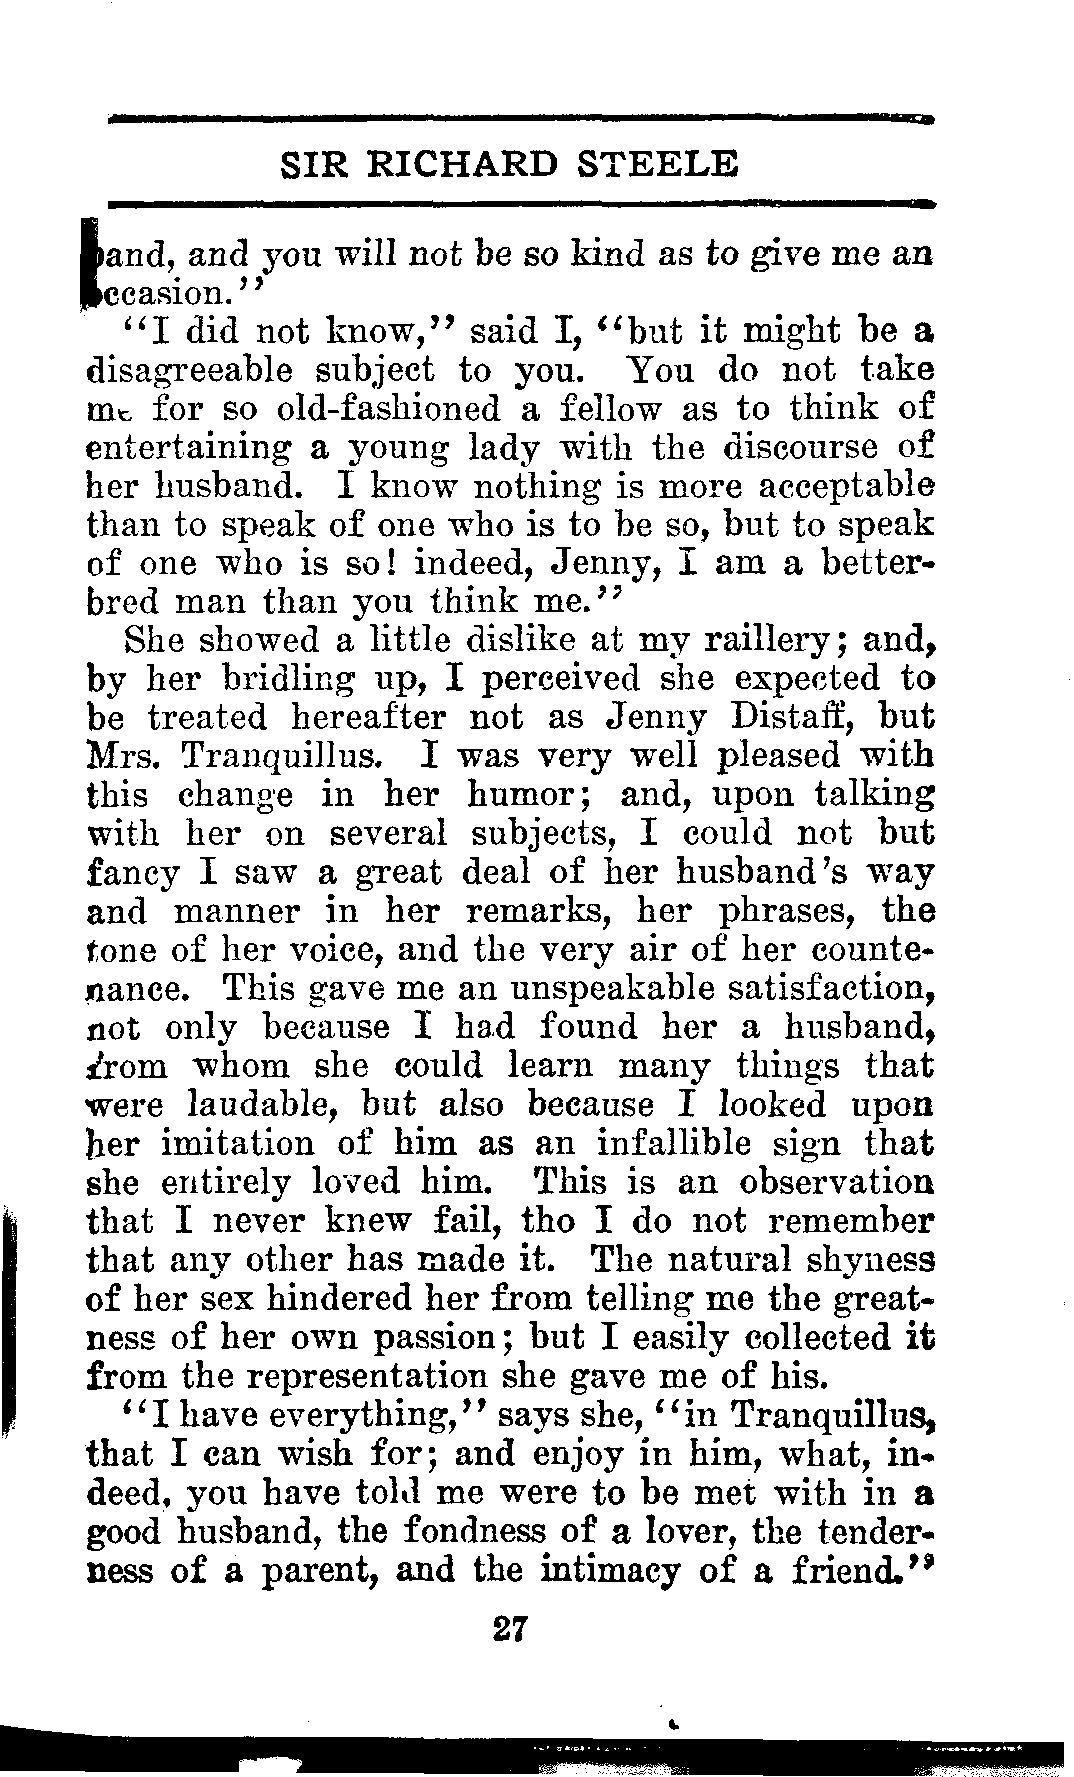 SIR RICHARD STEELE
band, and you will not be so kind as to give me an
occasion."
"I did not know," said I, "but it might be a
disagreeable subject to you. You do not take
me for so old-fashioned a fellow as to think of
entertaining a young lady with the discourse of
her husband. I know nothing is more acceptable
than to speak of one who is to be so, but to speak
of one who is so! indeed, Jenny, I am a better-
bred man than you think me."
She showed a little dislike at my raillery; and,
by her bridling up, I perceived she expected to
be treated hereafter not as Jenny Distaff, but
Mrs. Tranquillus. I was very well pleased with
this change in her humor; and, upon talking
with her on several subjects, I could not but
fancy I saw a great deal of her husband's way
and manner in her remarks, her phrases, the
tone of her voice, and the very air of her counte-
nance. This gave me an unspeakable satisfaction,
not only because I had found her a husband,
from whom she could learn many things that
were laudable, but also because I looked upon
her imitation of him as an infallible sign that
she entirely loved him. This is an observation
that I never knew fail, tho I do not remember
that any other has made it. The natural shyness
of her sex hindered her from telling me the great-
ness of her own passion; but I easily collected it
from the representation she gave me of his.
"I have everything," says she, "in Tranquillus,
that I can wish for; and enjoy in him, what, in-
deed, you have told me were to be met with in a
good husband, the fondness of a lover, the tender-
ness of a parent, and the intimacy of a friend."
27